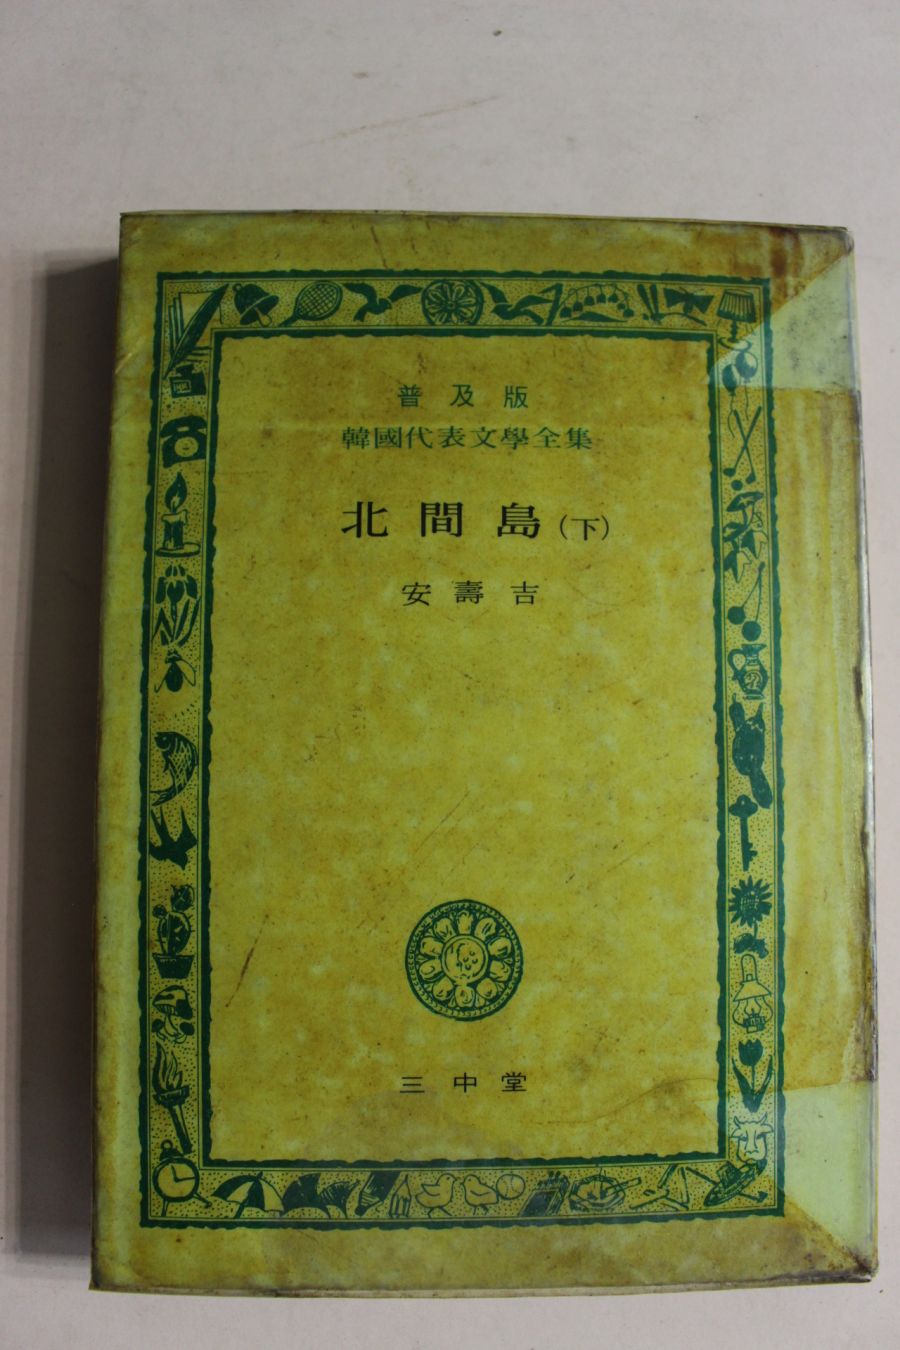 普及版
韓國代表文學全集
北間島(下)
安壽吉
三中堂